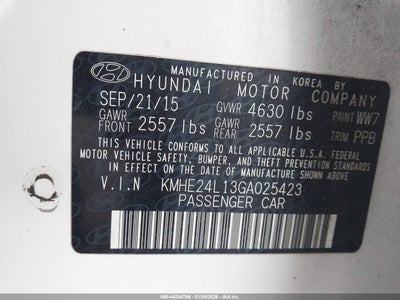 MANUFACTURED IN KOREA BY
HYUNDAI MOTOR COMPANY
SEP/21/15 GVWR 4630 lbs PAINT WW7
GAWR FRONT 2557 lbs GAWR REAR 2557 lbs TRIM PPB
THIS VEHICLE CONFORMS TO ALL APPLICABLE U.S.A. FEDERAL
MOTOR VEHICLE SAFETY, BUMPER, AND THEFT PREVENTION
STANDARDS IN EFFECT ON THE DATE OF MANUFACTURE SHOWN ABOVE.
V.I.N KMHE24L13GA025423
PASSENGER CAR